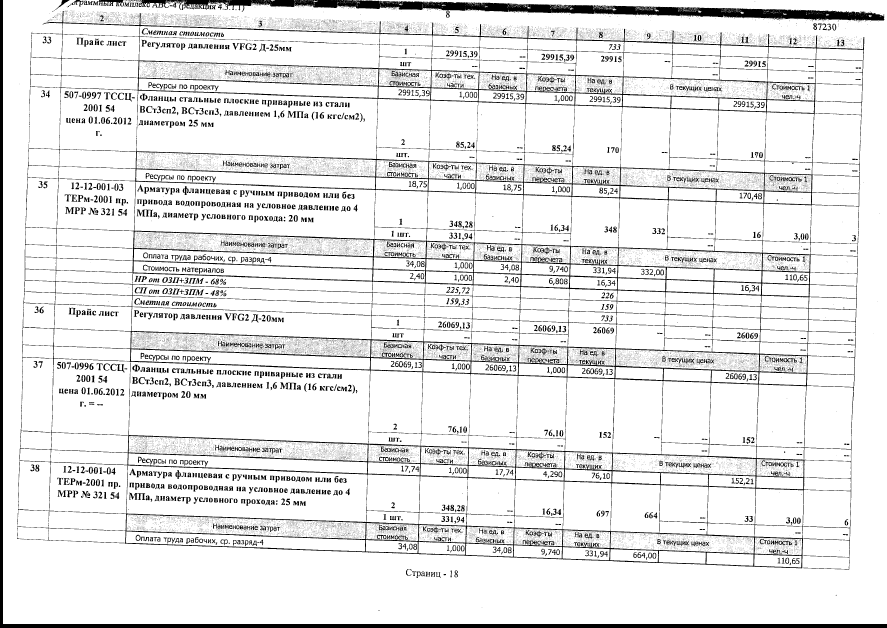 ограммный комплекс АВС-4 (редакция 4.3.1.1)
8
87230
2 3 4 5 6 7 8 9 10 11 12 13
Сметная стоимость 733
33 Прайс лист Регулятор давления VFG2 Д-25мм 1 29915,39 -- 29915,39 29915 -- -- 29915 -- --
шт -- -- -- -- --
Наименование затрат Базисная стоимость Коэф-ты тех. части На ед. в базисных Коэф-ты пересчета На ед. в текущих В текущих ценах Стоимость 1 чел.-ч
Ресурсы по проекту 29915,39 1,000 29915,39 1,000 29915,39 29915,39
34 507-0997 ТССЦ-2001 54 цена 01.06.2012 г. Фланцы стальные плоские приварные из стали
ВСт3сп2, ВСт3сп3, давлением 1,6 МПа (16 кгс/см2),
диаметром 25 мм
2 85,24 -- 85,24 170 -- -- 170 -- --
шт. -- -- -- -- --
Наименование затрат Базисная стоимость Коэф-ты тех. части На ед. в базисных Коэф-ты пересчета На ед. в текущих В текущих ценах Стоимость 1 чел.-ч
Ресурсы по проекту 18,75 1,000 18,75 1,000 85,24 170,48
35 12-12-001-03 ТЕРм-2001 пр. МРР № 321 54 Арматура фланцевая с ручным приводом или без
привода водопроводная на условное давление до 4
МПа, диаметр условного прохода: 20 мм
1 348,28 16,34 348 332 -- 16 3,00 3
1 шт. 331,94 -- -- -- -- --
Наименование затрат Базисная стоимость Коэф-ты тех. части На ед. в базисных Коэф-ты пересчета На ед. в текущих В текущих ценах Стоимость 1 чел.-ч
Оплата труда рабочих, ср. разряд-4 34,08 1,000 34,08 9,740 331,94 332,00 110,65
Стоимость материалов 2,40 1,000 2,40 6,808 16,34 16,34
НР от ОЗП+ЗПМ - 68% 225,72 226
СП от ОЗП+ЗПМ - 48% 159,33 159
Сметная стоимость 733
36 Прайс лист Регулятор давления VFG2 Д-20мм 1 26069,13 -- 26069,13 26069 -- -- 26069 -- --
шт -- -- -- -- --
Наименование затрат Базисная стоимость Коэф-ты тех. части На ед. в базисных Коэф-ты пересчета На ед. в текущих В текущих ценах Стоимость 1 чел.-ч
Ресурсы по проекту 26069,13 1,000 26069,13 1,000 26069,13 26069,13
37 507-0996 ТССЦ-2001 54 цена 01.06.2012 г. = -- Фланцы стальные плоские приварные из стали
ВСт3сп2, ВСт3сп3, давлением 1,6 МПа (16 кгс/см2),
диаметром 20 мм
2 76,10 -- 76,10 152 -- -- 152 -- --
шт. -- -- -- -- --
Наименование затрат Базисная стоимость Коэф-ты тех. части На ед. в базисных Коэф-ты пересчета На ед. в текущих В текущих ценах Стоимость 1 чел.-ч
Ресурсы по проекту 17,74 1,000 17,74 4,290 76,10 152,21
38 12-12-001-04 ТЕРм-2001 пр. МРР № 321 54 Арматура фланцевая с ручным приводом или без
привода водопроводная на условное давление до 4
МПа, диаметр условного прохода: 25 мм
2 348,28 -- 16,34 697 664 -- 33 3,00 6
1 шт. 331,94 -- -- -- -- --
Наименование затрат Базисная стоимость Коэф-ты тех. части На ед. в базисных Коэф-ты пересчета На ед. в текущих В текущих ценах Стоимость 1 чел.-ч
Оплата труда рабочих, ср. разряд-4 34,08 1,000 34,08 9,740 331,94 664,00 110,65
Страниц - 18